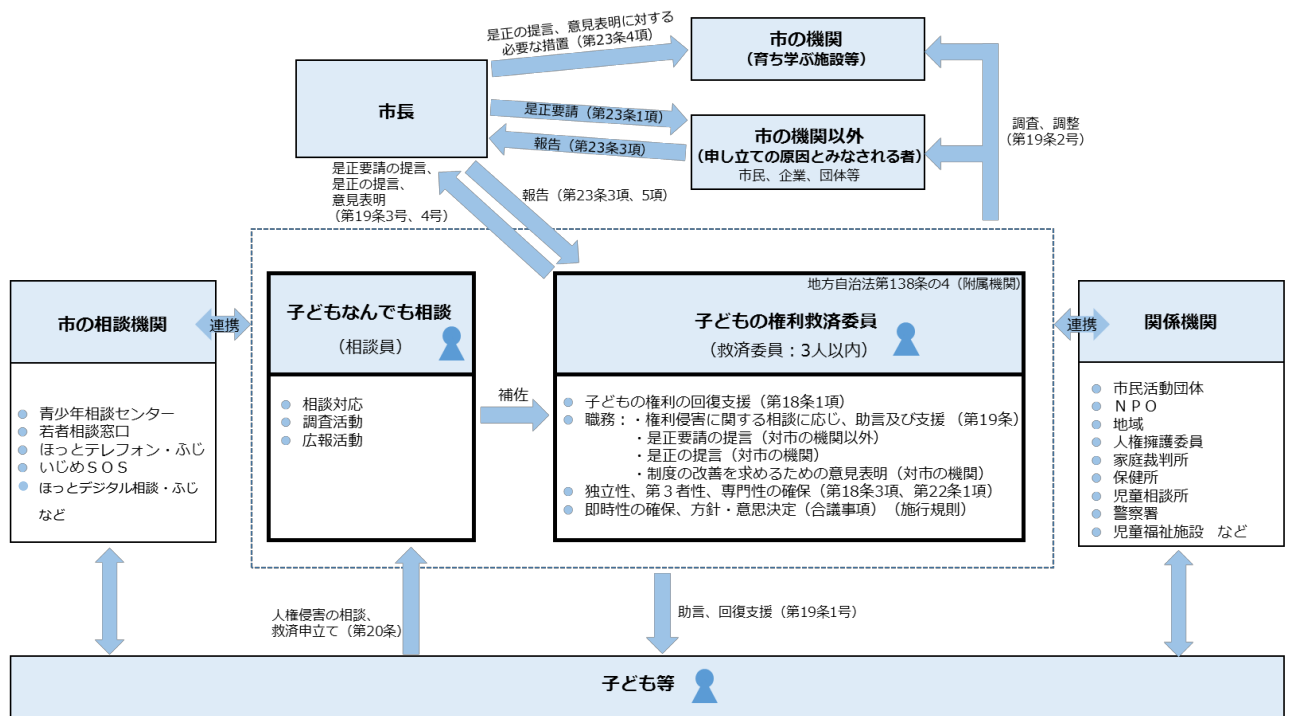 是正の提言、意見表明に対する
必要な措置（第23条4項）
市の機関
（育ち学ぶ施設等）
市長
是正要請（第23条1項）
報告（第23条3項）
市の機関以外
（申し立ての原因とみなされる者）
市民、企業、団体等
調査、調整
（第19条2号）
是正要請の提言、
是正の提言、
意見表明
（第19条3号、4号）
報告（第23条3項、5項）
市の相談機関
青少年相談センター
若者相談窓口
ほっとテレフォン・ふじ
いじめＳＯＳ
ほっとデジタル相談・ふじ
など
連携
子どもなんでも相談
（相談員）
相談対応
調査活動
広報活動
補佐
地方自治法第138条の4（附属機関）
子どもの権利救済委員
（救済委員：3人以内）
子どもの権利の回復支援（第18条1項）
職務：・権利侵害に関する相談に応じ、助言及び支援（第19条）
・是正要請の提言（対市の機関以外）
・是正の提言（対市の機関）
・制度の改善を求めるための意見表明（対市の機関）
独立性、第３者性、専門性の確保（第18条3項、第22条1項）
即時性の確保、方針・意思決定（合議事項）（施行規則）
連携
関係機関
市民活動団体
ＮＰＯ
地域
人権擁護委員
家庭裁判所
保健所
児童相談所
警察署
児童福祉施設　など
人権侵害の相談、
救済申立て（第20条）
助言、回復支援（第19条1号）
子ども等